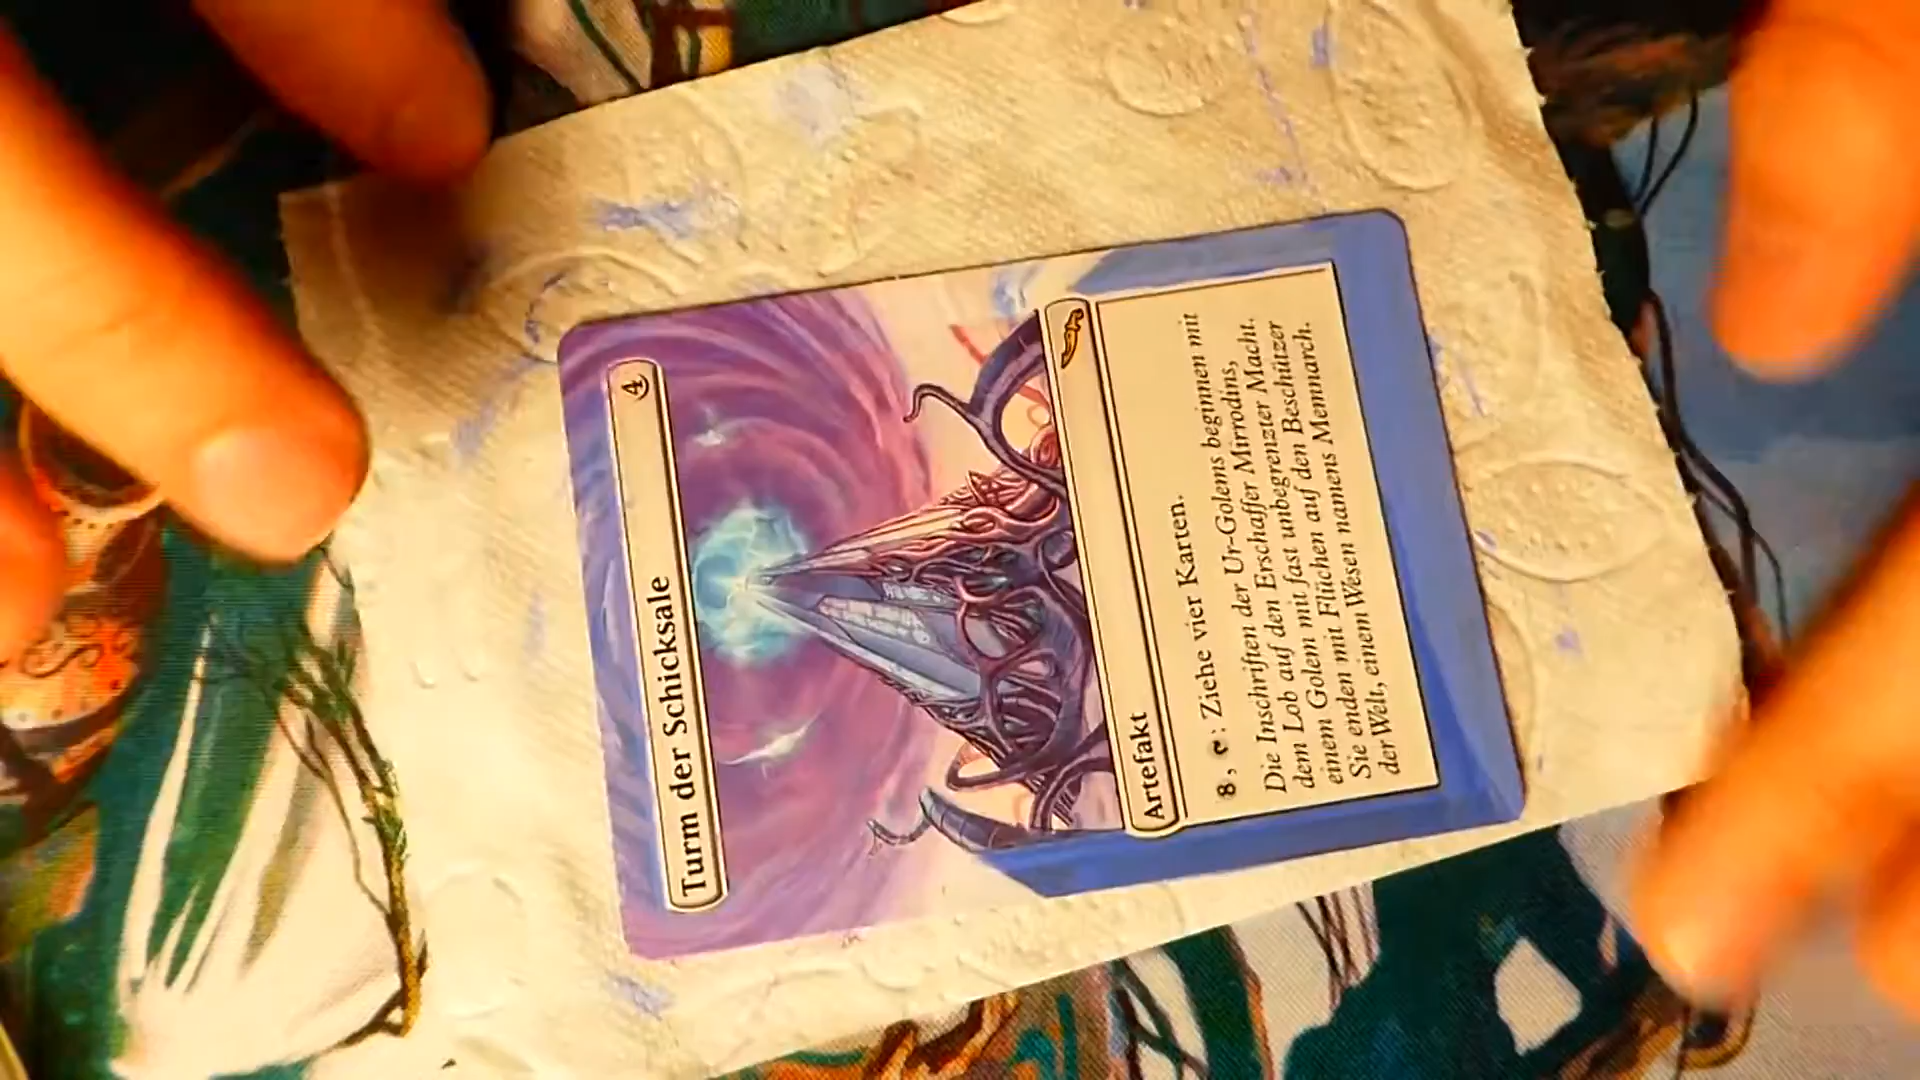 Turm der Schicksale 4
Artefakt
8, T: Ziehe vier Karten.
Die Inschriften der Ur-Golems beginnen mit
dem Lob auf den Erschaffer Mirrodins,
einem Golem mit fast unbegrenzter Macht.
Sie enden mit Flüchen auf den Beschützer
der Welt, einem Wesen namens Memnarch.